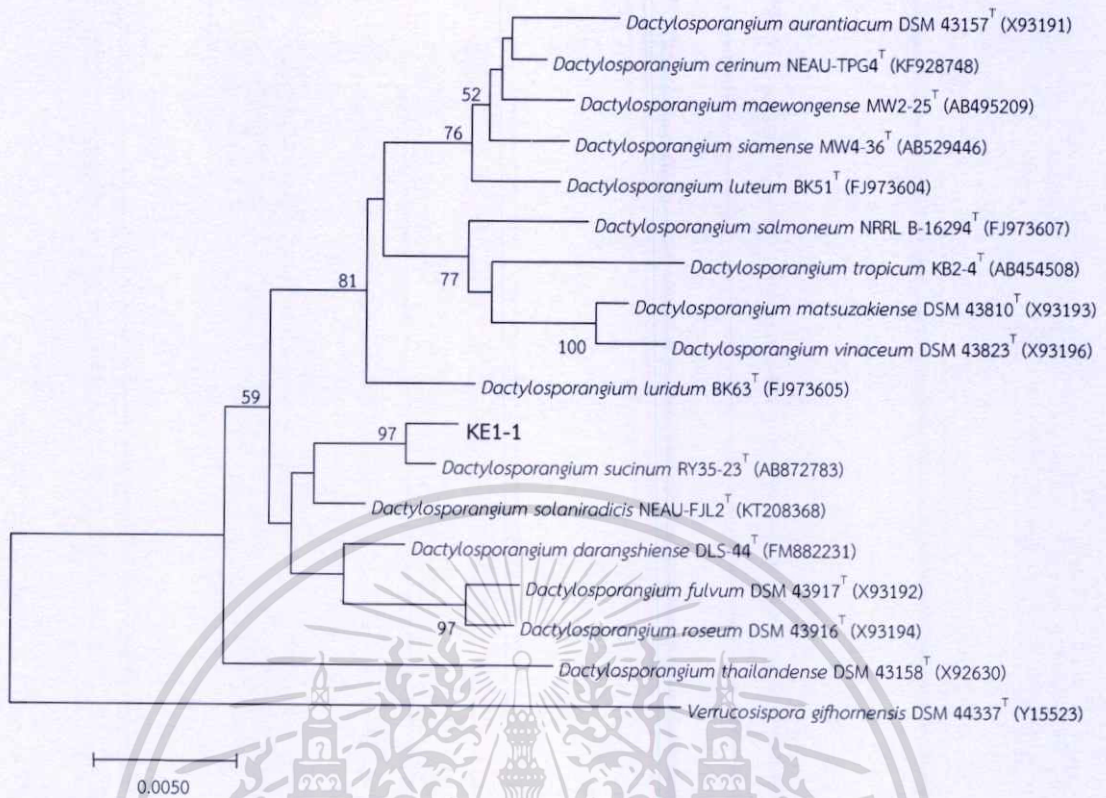 Dactylosporangium aurantiacum DSM 43157ᵀ (X93191)
Dactylosporangium cerinum NEAU-TPG4ᵀ (KF928748)
Dactylosporangium maewongense MW2-25ᵀ (AB495209)
52
76
Dactylosporangium siamense MW4-36ᵀ (AB529446)
Dactylosporangium luteum BK51ᵀ (FJ973604)
Dactylosporangium salmoneum NRRL B-16294ᵀ (FJ973607)
Dactylosporangium tropicum KB2-4ᵀ (AB454508)
81
77
Dactylosporangium matsuzakiense DSM 43810ᵀ (X93193)
100
Dactylosporangium vinaceum DSM 43823ᵀ (X93196)
Dactylosporangium luridum BK63ᵀ (FJ973605)
59
97
KE1-1
Dactylosporangium sucinum RY35-23ᵀ (AB872783)
Dactylosporangium solaniradicis NEAU-FJL2ᵀ (KT208368)
Dactylosporangium darangshiense DLS-44ᵀ (FM882231)
Dactylosporangium fulvum DSM 43917ᵀ (X93192)
97
Dactylosporangium roseum DSM 43916ᵀ (X93194)
Dactylosporangium thailandense DSM 43158ᵀ (X92630)
Verrucosispora gifhornensis DSM 44337ᵀ (Y15523)
0.0050